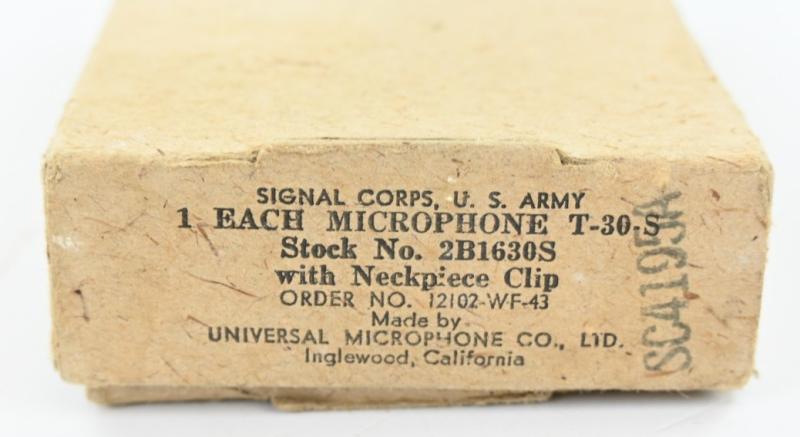 SIGNAL CORPS, U. S. ARMY
1 EACH MICROPHONE T-30-S
Stock No. 2B1630S
with Neckpiece Clip
ORDER NO. 12102-WF-43
Made by
UNIVERSAL MICROPHONE CO., LTD.
Inglewood, California
SC4195A